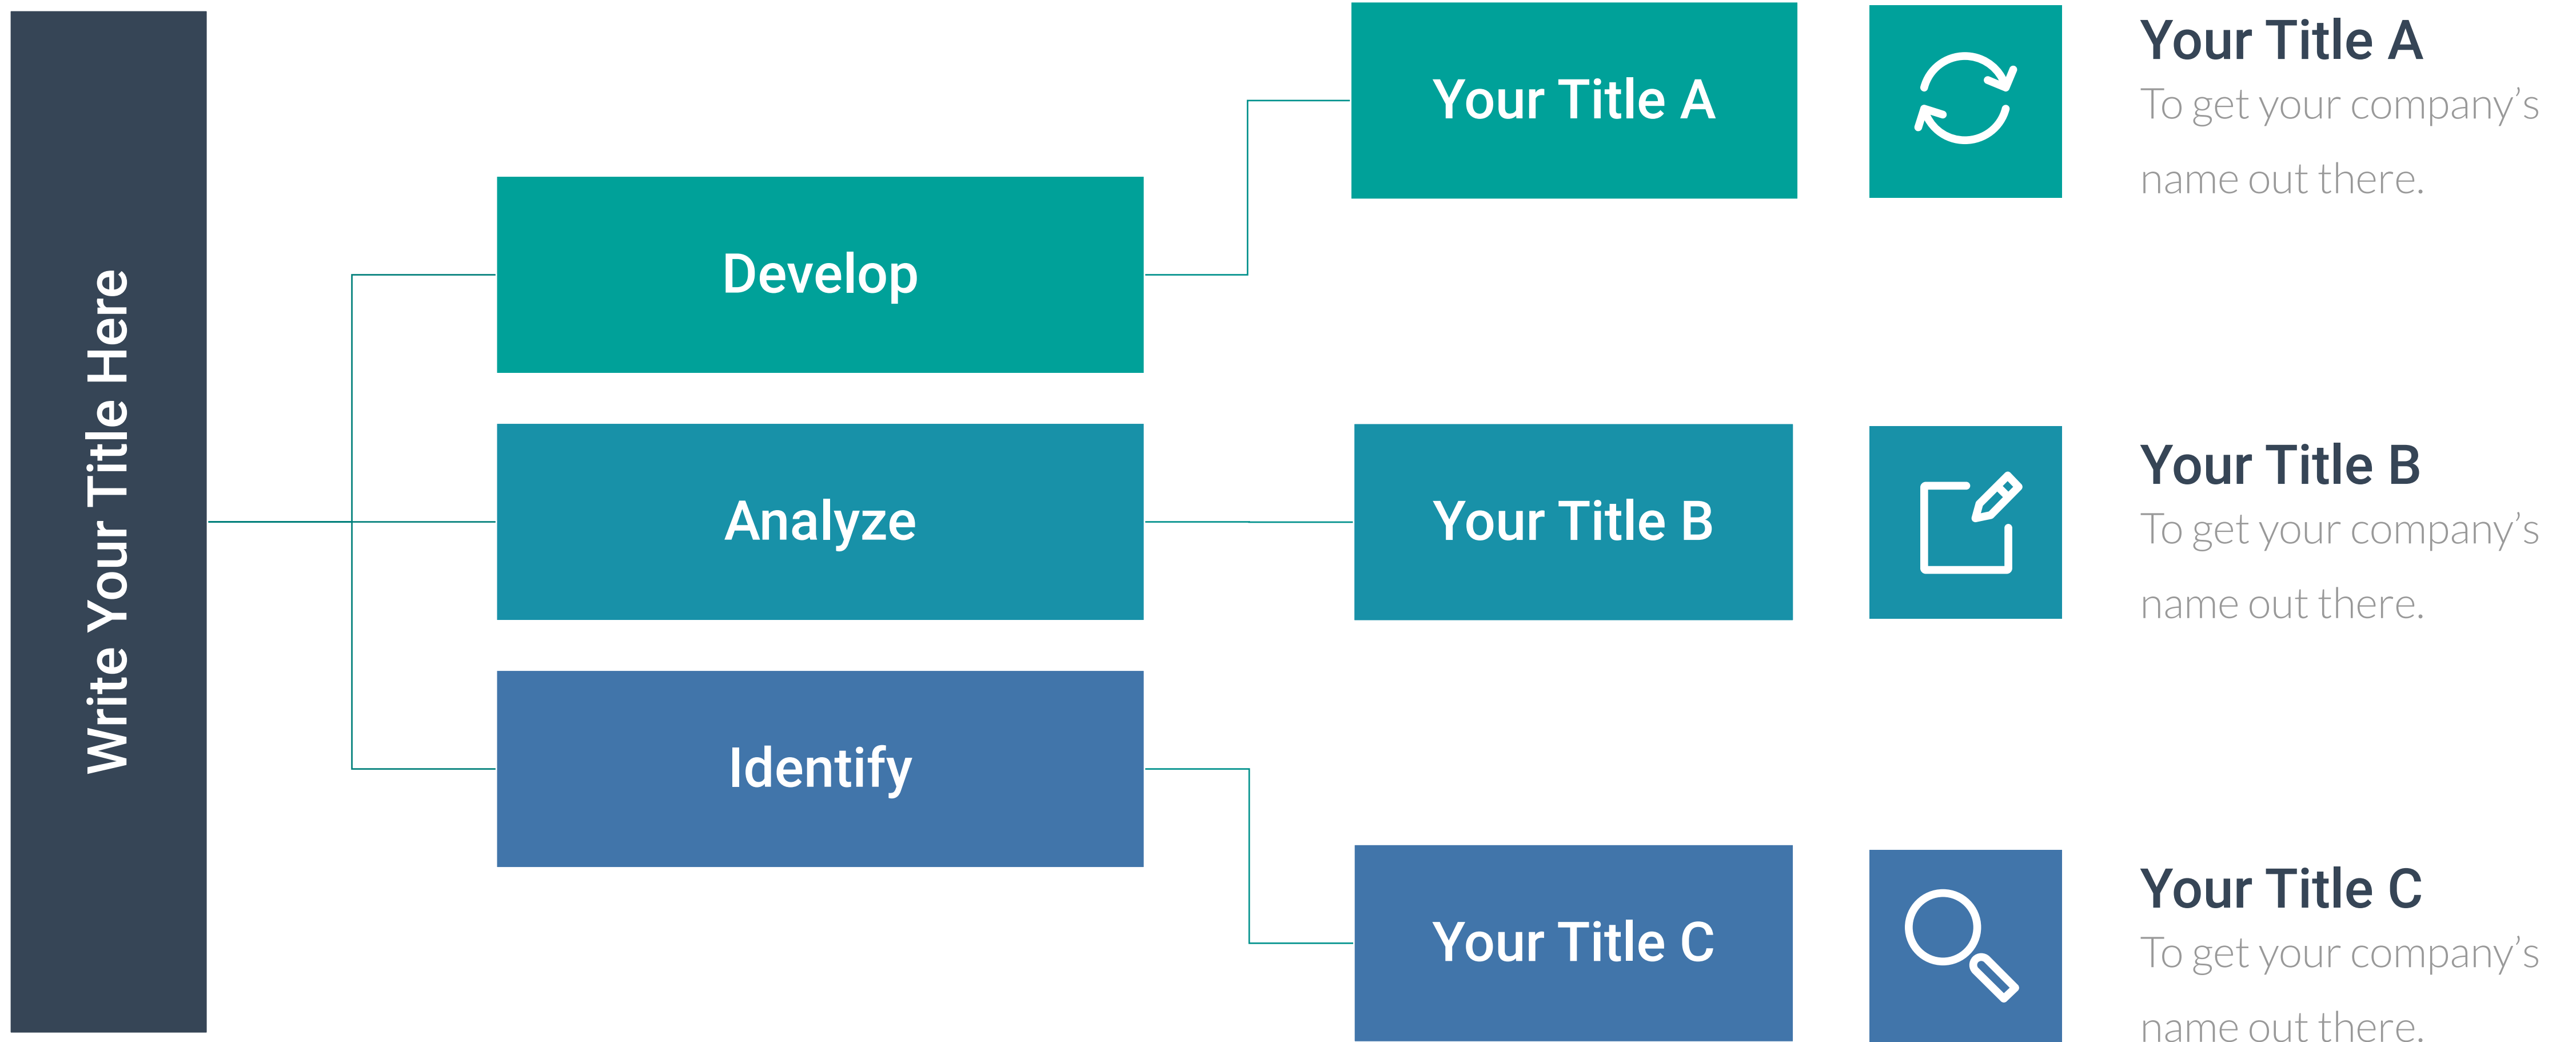 Write Your Title Here
Develop
Analyze
Identify
Your Title A
Your Title B
Your Title C
Your Title A
To get your company’s
name out there.
Your Title B
To get your company’s
name out there.
Your Title C
To get your company’s
name out there.